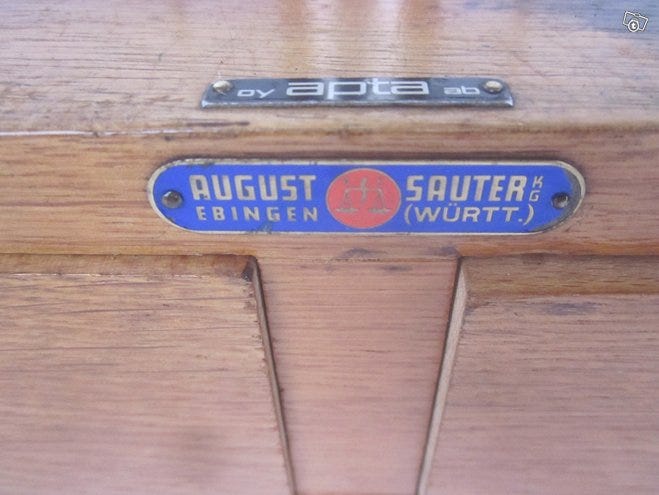 oy apta ab
AUGUST SAUTER KG
EBINGEN (WÜRTT.)